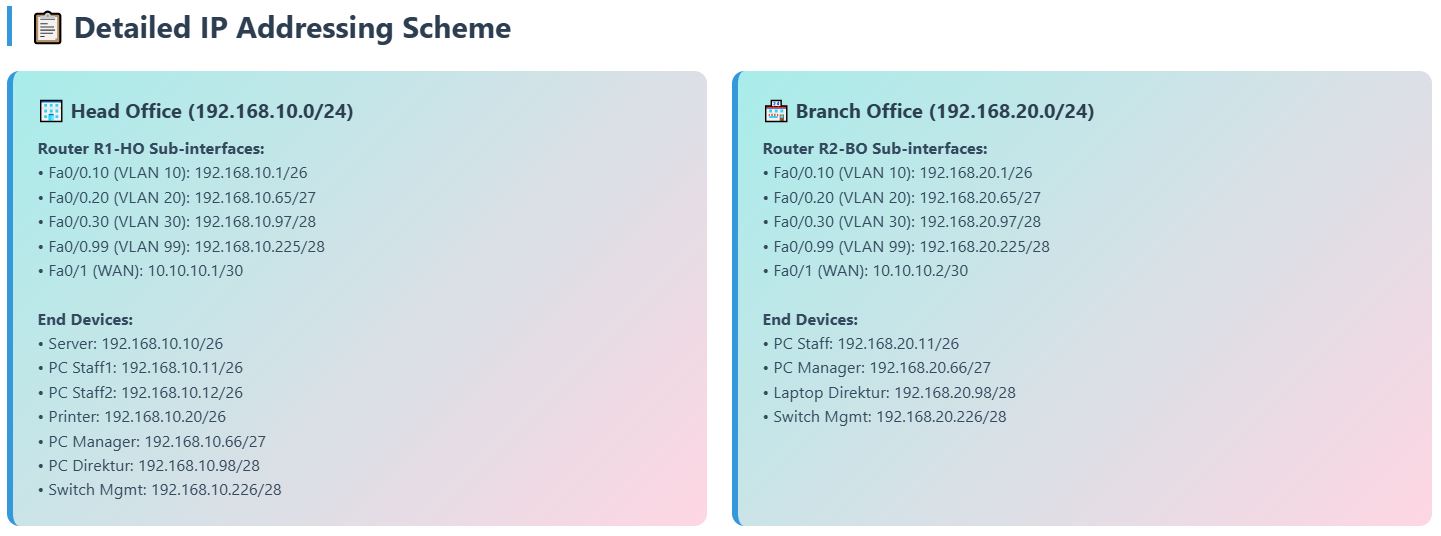 Detailed IP Addressing Scheme
Head Office (192.168.10.0/24)
Router R1-HO Sub-interfaces:
• Fa0/0.10 (VLAN 10): 192.168.10.1/26
• Fa0/0.20 (VLAN 20): 192.168.10.65/27
• Fa0/0.30 (VLAN 30): 192.168.10.97/28
• Fa0/0.99 (VLAN 99): 192.168.10.225/28
• Fa0/1 (WAN): 10.10.10.1/30
End Devices:
• Server: 192.168.10.10/26
• PC Staff1: 192.168.10.11/26
• PC Staff2: 192.168.10.12/26
• Printer: 192.168.10.20/26
• PC Manager: 192.168.10.66/27
• PC Direktur: 192.168.10.98/28
• Switch Mgmt: 192.168.10.226/28
Branch Office (192.168.20.0/24)
Router R2-BO Sub-interfaces:
• Fa0/0.10 (VLAN 10): 192.168.20.1/26
• Fa0/0.20 (VLAN 20): 192.168.20.65/27
• Fa0/0.30 (VLAN 30): 192.168.20.97/28
• Fa0/0.99 (VLAN 99): 192.168.20.225/28
• Fa0/1 (WAN): 10.10.10.2/30
End Devices:
• PC Staff: 192.168.20.11/26
• PC Manager: 192.168.20.66/27
• Laptop Direktur: 192.168.20.98/28
• Switch Mgmt: 192.168.20.226/28